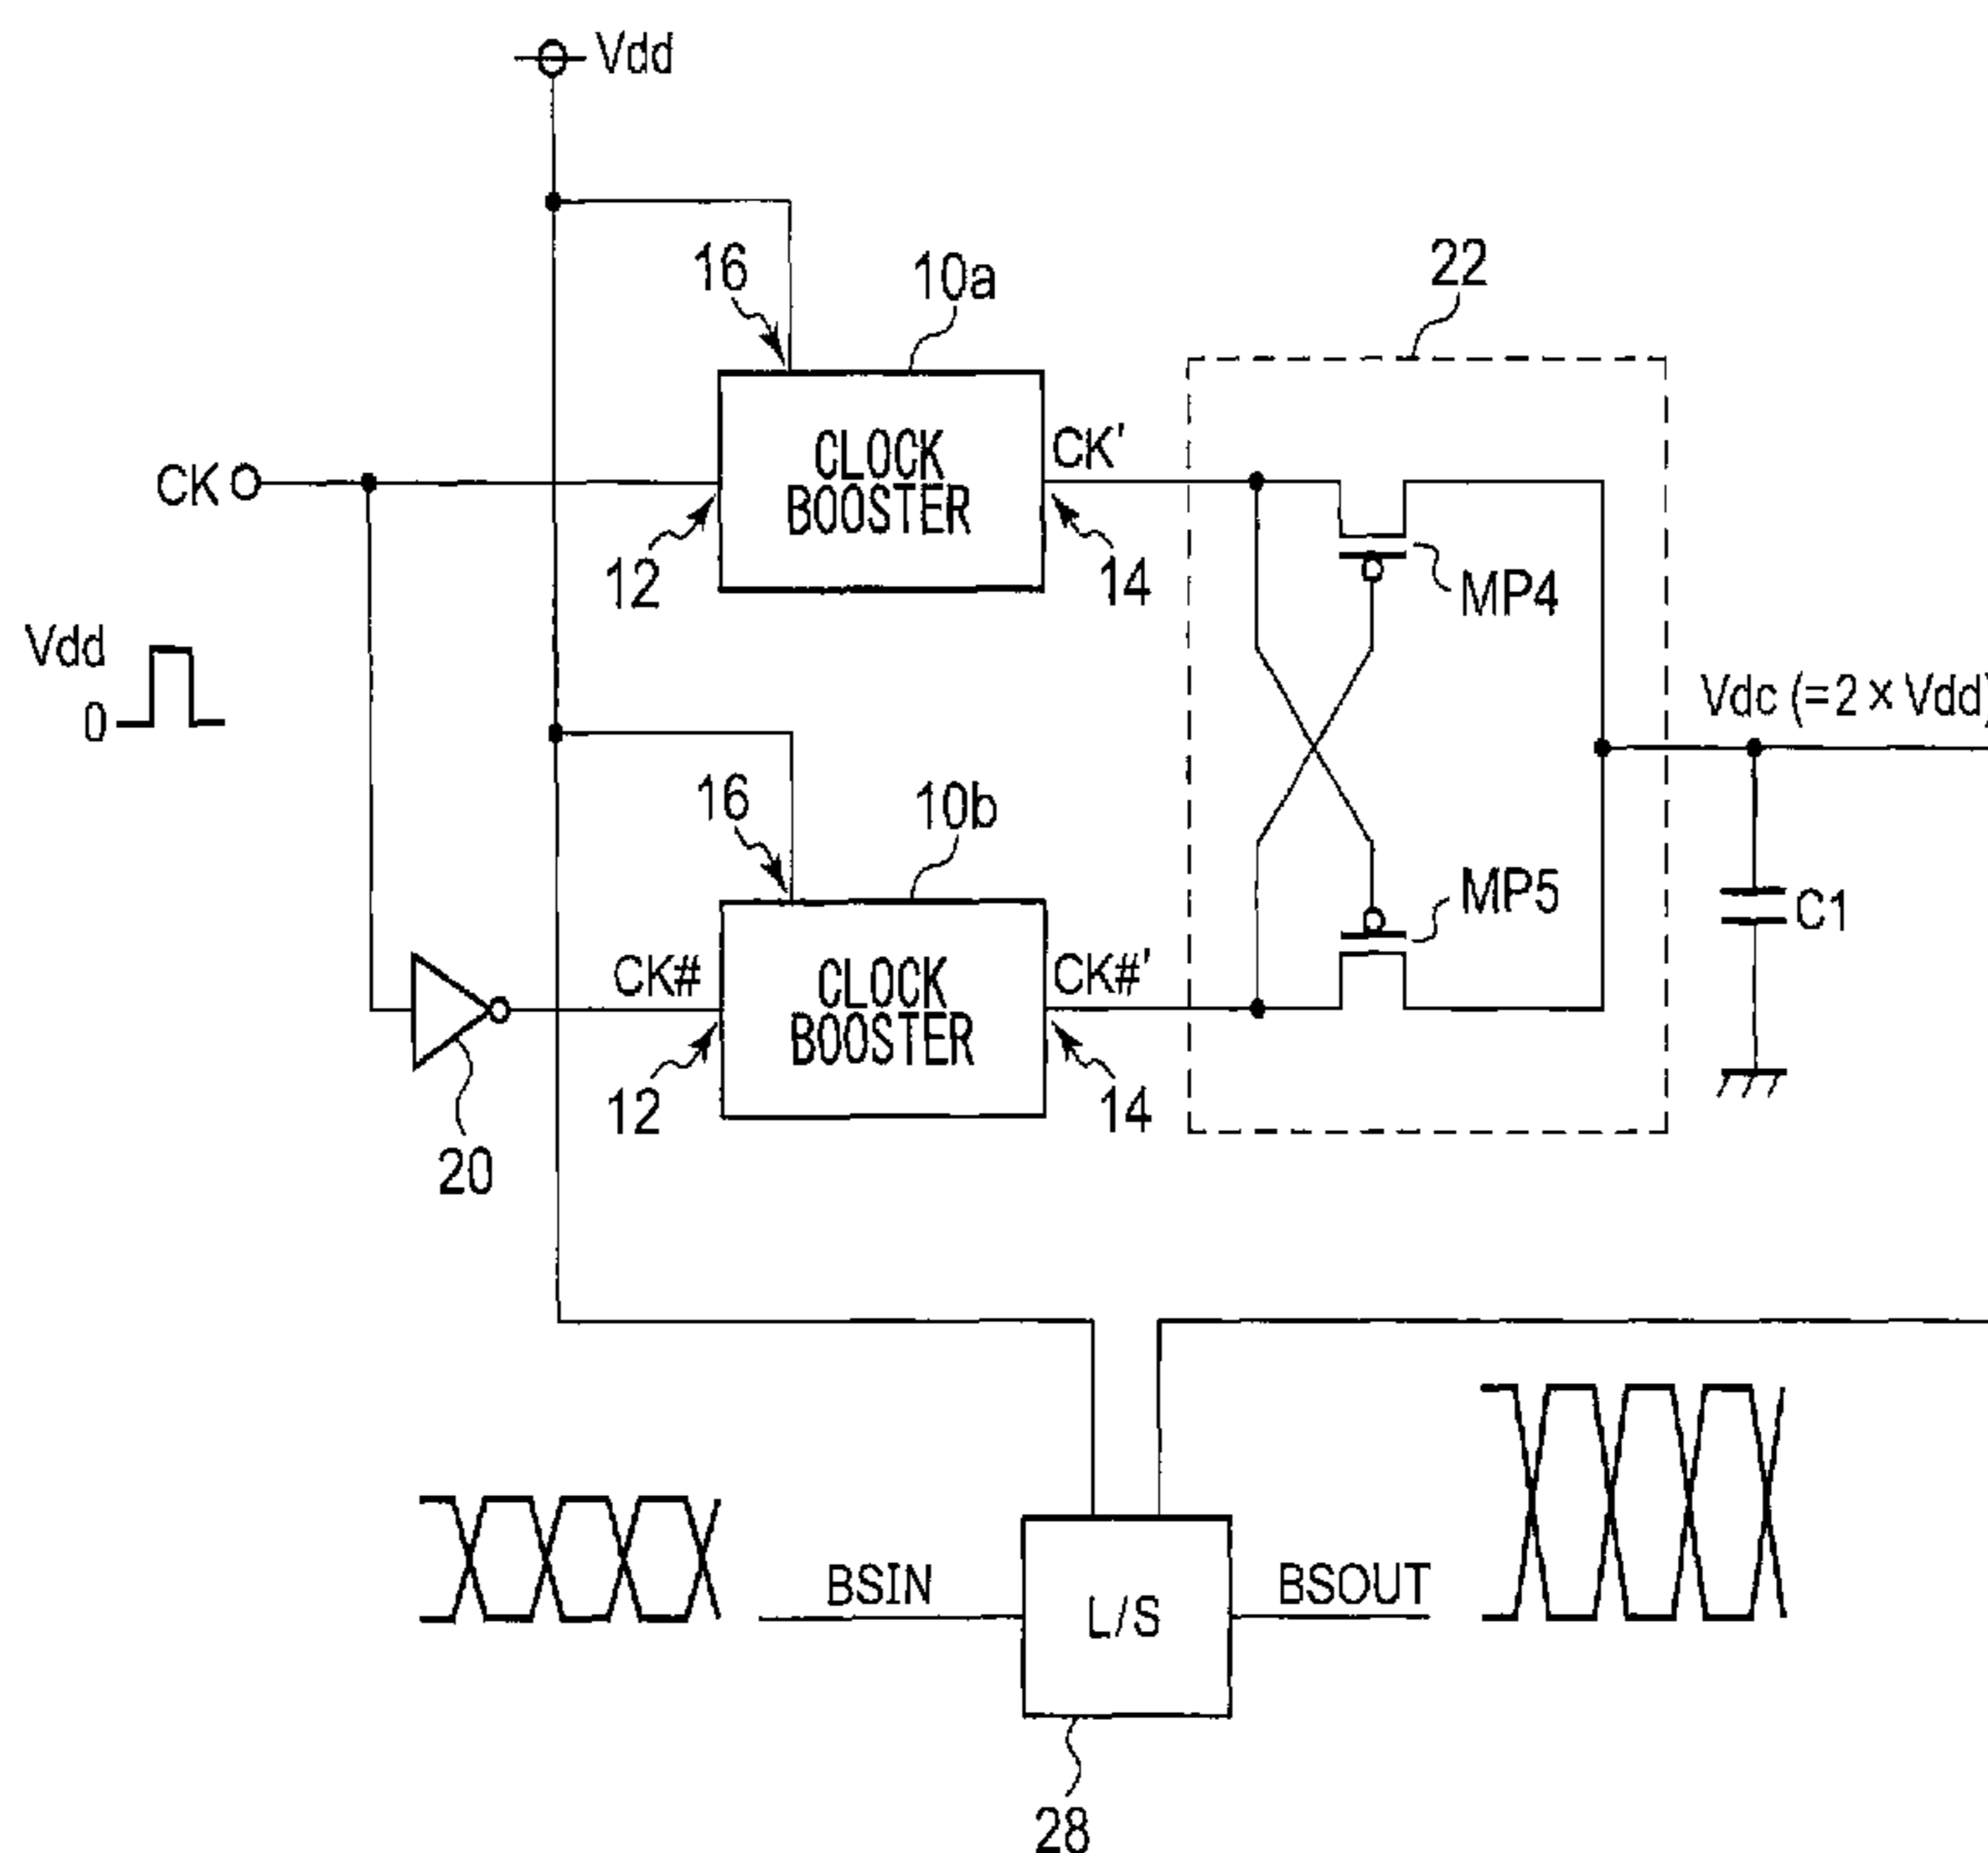 Vdd
16
10a
22
CK
CLOCK
BOOSTER
CK'
12
14
MP4
Vdd
0
Vdc (=2 × Vdd)
16
10b
MP5
C1
CK#
CLOCK
BOOSTER
CK#'
12
14
20
BSIN
L/S
BSOUT
28